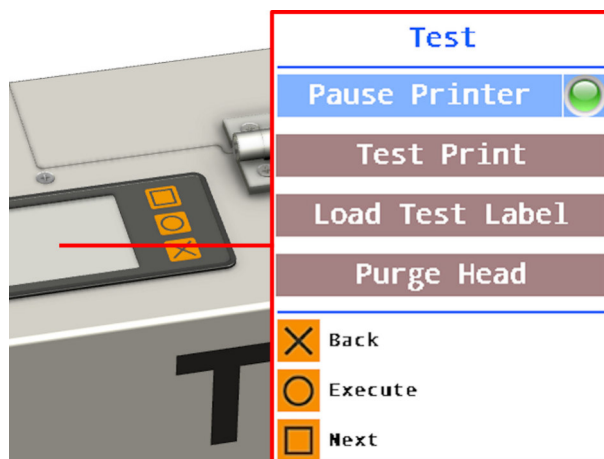 Test
Pause Printer
Test Print
Load Test Label
Purge Head
Back
Execute
Next
T